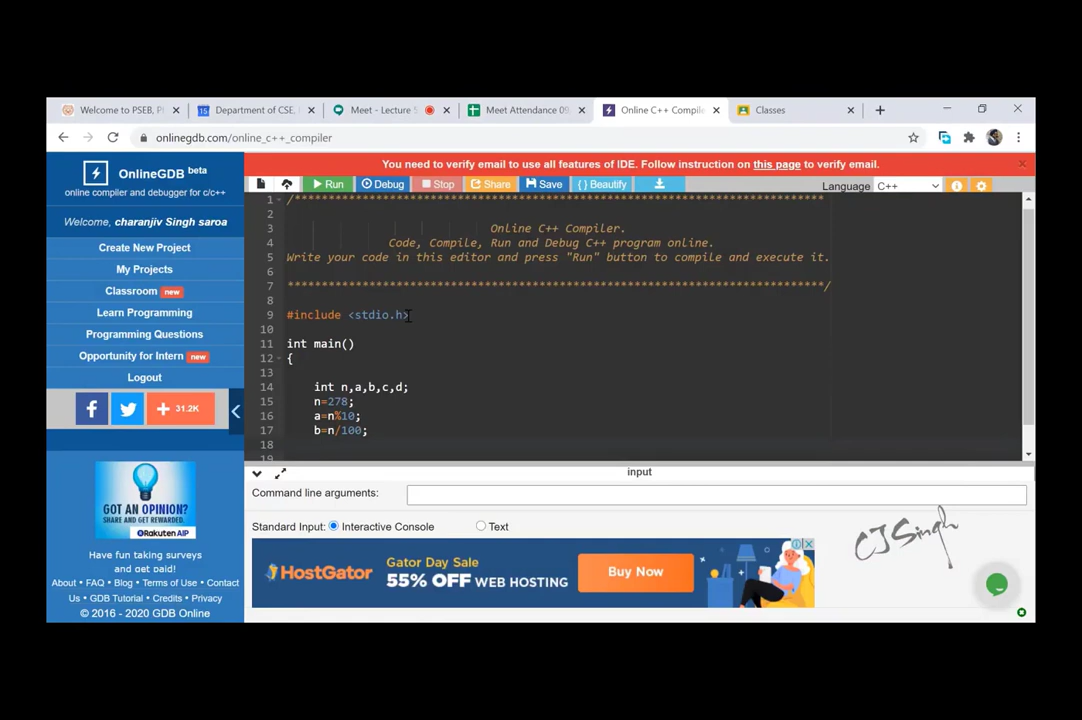 Welcome to PSEB, P
Department of CSE,
Meet - Lecture 5
Meet Attendance 09
Online C++ Compile
Classes
onlinegdb.com/online_c++_compiler
OnlineGDB beta
online compiler and debugger for c/c++
Welcome, charanjiv Singh saroa
Create New Project
My Projects
Classroom new
Learn Programming
Programming Questions
Opportunity for Intern new
Logout
31.2K
GOT AN
OPINION?
SHARE AND GET REWARDED.
Rakuten AIP
Have fun taking surveys
and get paid!
About • FAQ • Blog • Terms of Use • Contact
Us • GDB Tutorial • Credits • Privacy
© 2016 - 2020 GDB Online
You need to verify email to use all features of IDE. Follow instruction on this page to verify email.
Run Debug Stop Share Save { } Beautify
Language C++
1 /******************************************************************************
2
3 Online C++ Compiler.
4 Code, Compile, Run and Debug C++ program online.
5 Write your code in this editor and press "Run" button to compile and execute it.
6
7 *******************************************************************************/
8
9 #include <stdio.h>
10
11 int main()
12 {
13
14 int n,a,b,c,d;
15 n=278;
16 a=n%10;
17 b=n/100;
18
19
input
Command line arguments:
Standard Input: Interactive Console Text
HostGator
Gator Day Sale
55% OFF WEB HOSTING
Buy Now
CJSingh